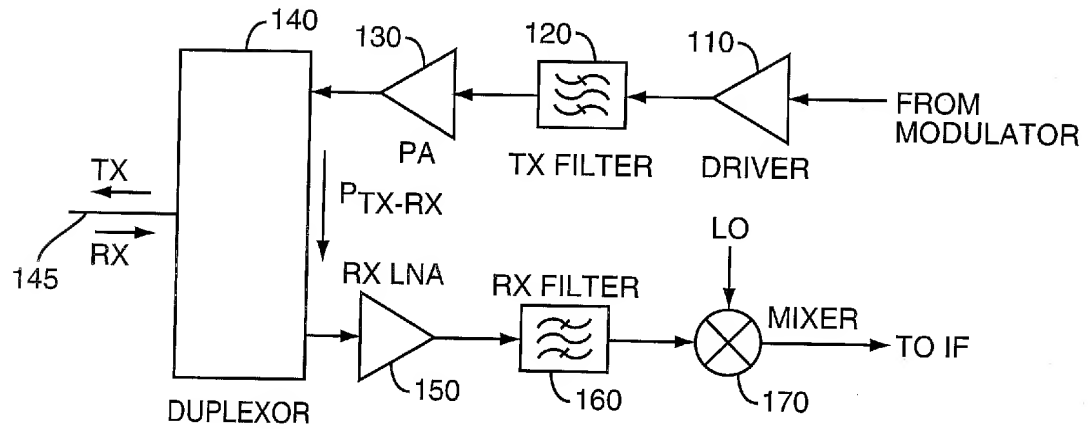 140
130
120
110
FROM
MODULATOR
PA
TX FILTER
DRIVER
TX
RX
145
PTX-RX
LO
RX LNA
RX FILTER
MIXER
TO IF
150
160
170
DUPLEXOR